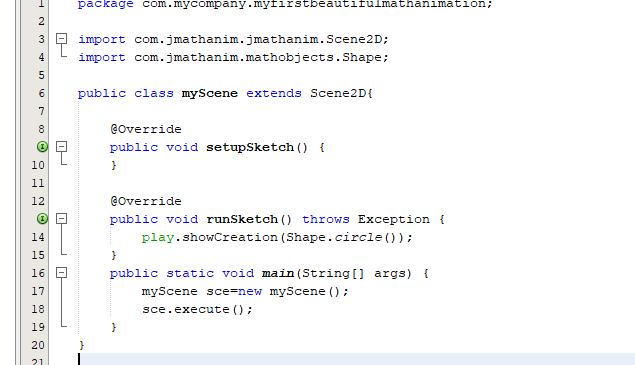 1 package com.mycompany.myfirstbeautifulmathanimation;
2
3 import com.jmathanim.jmathanim.Scene2D;
4 import com.jmathanim.mathobjects.Shape;
5
6 public class myScene extends Scene2D{
7
8 @Override
public void setupSketch() {
10 }
11
12 @Override
public void runSketch() throws Exception {
14 play.showCreation(Shape.circle());
15 }
16 public static void main(String[] args) {
17 myScene sce=new myScene();
18 sce.execute();
19 }
20 }
21